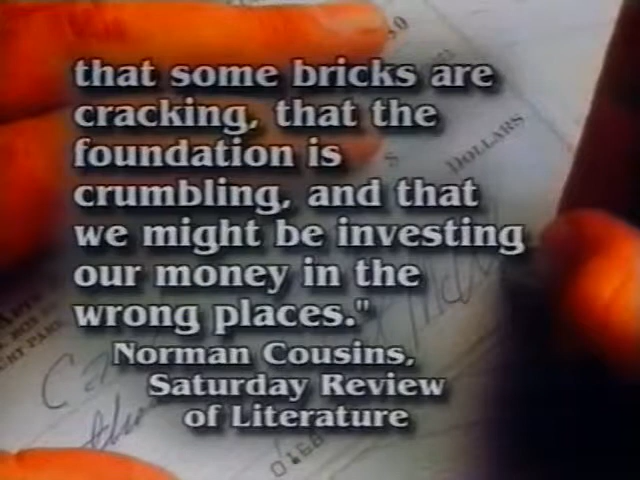 that some bricks are
cracking, that the
foundation is
crumbling, and that
we might be investing
our money in the
wrong places."
Norman Cousins,
Saturday Review
of Literature
DOLLARS